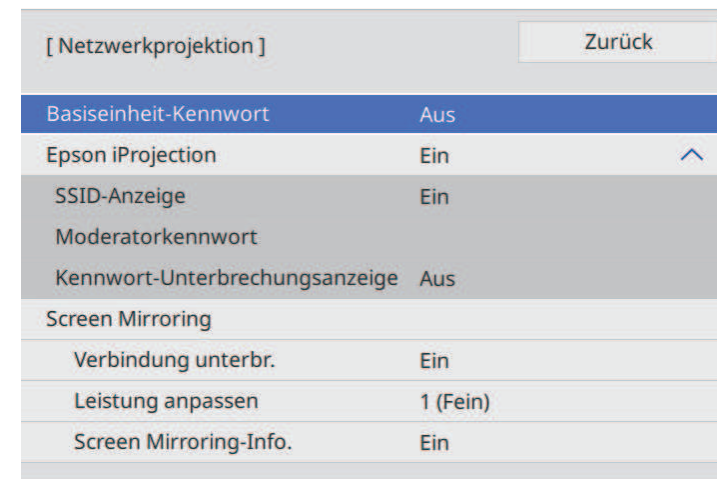 [ Netzwerkprojektion ] Zurück
Basiseinheit-Kennwort Aus
Epson iProjection Ein
SSID-Anzeige Ein
Moderatorkennwort
Kennwort-Unterbrechungsanzeige Aus
Screen Mirroring
Verbindung unterbr. Ein
Leistung anpassen 1 (Fein)
Screen Mirroring-Info. Ein